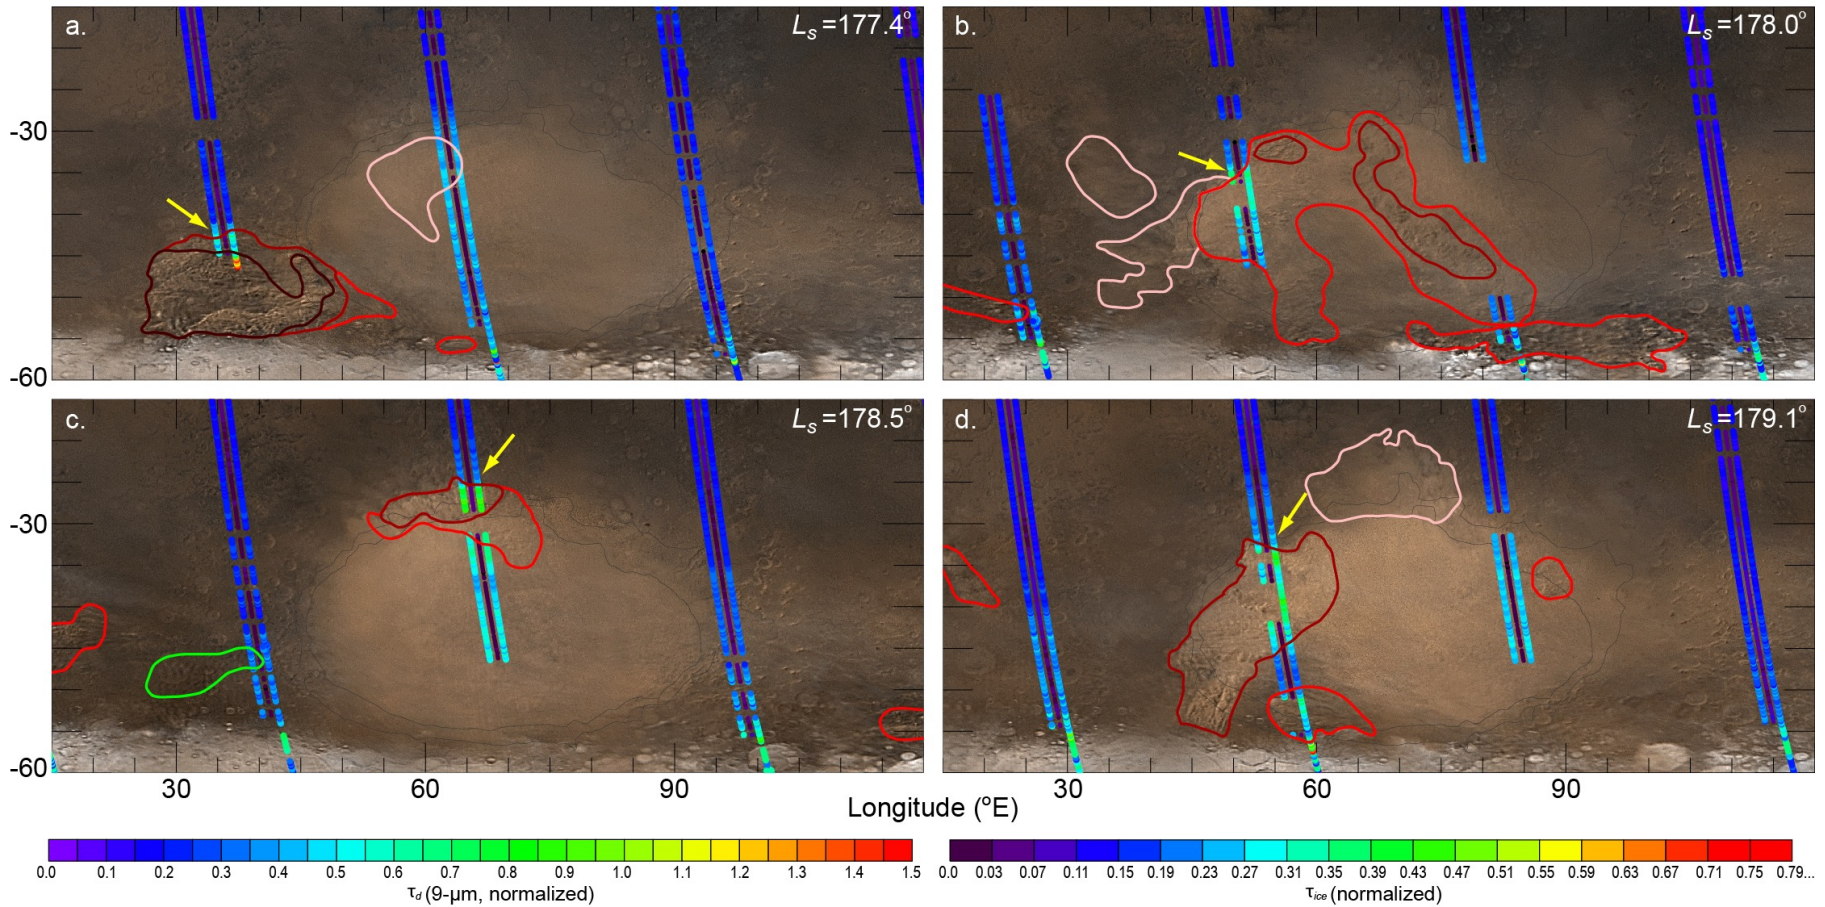 a.
Ls=177.4°
b.
Ls=178.0°
-30
-60
c.
Ls=178.5°
d.
Ls=179.1°
-30
-60
30 60 90 30 60 90
Longitude (°E)
0.0 0.1 0.2 0.3 0.4 0.5 0.6 0.7 0.8 0.9 1.0 1.1 1.2 1.3 1.4 1.5
τd (9-μm, normalized)
0.0 0.03 0.07 0.11 0.15 0.19 0.23 0.27 0.31 0.35 0.39 0.43 0.47 0.51 0.55 0.59 0.63 0.67 0.71 0.75 0.79...
τice (normalized)